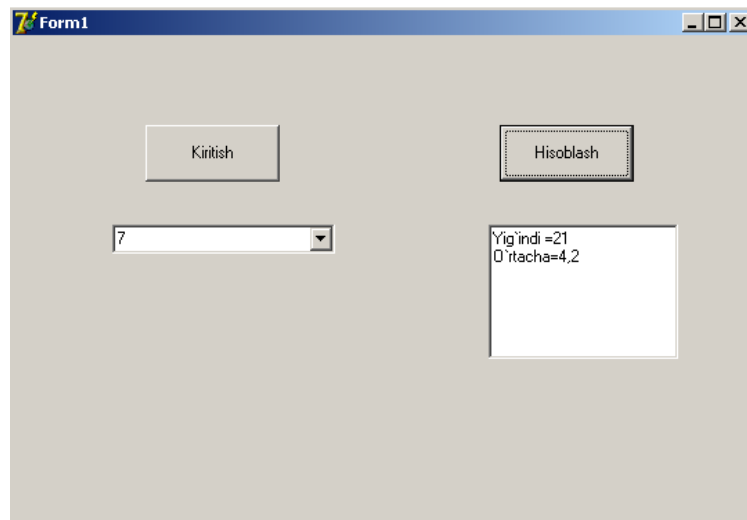 Form1
Kiritish
Hisoblash
7
Yig`indi =21
O`rtacha=4,2